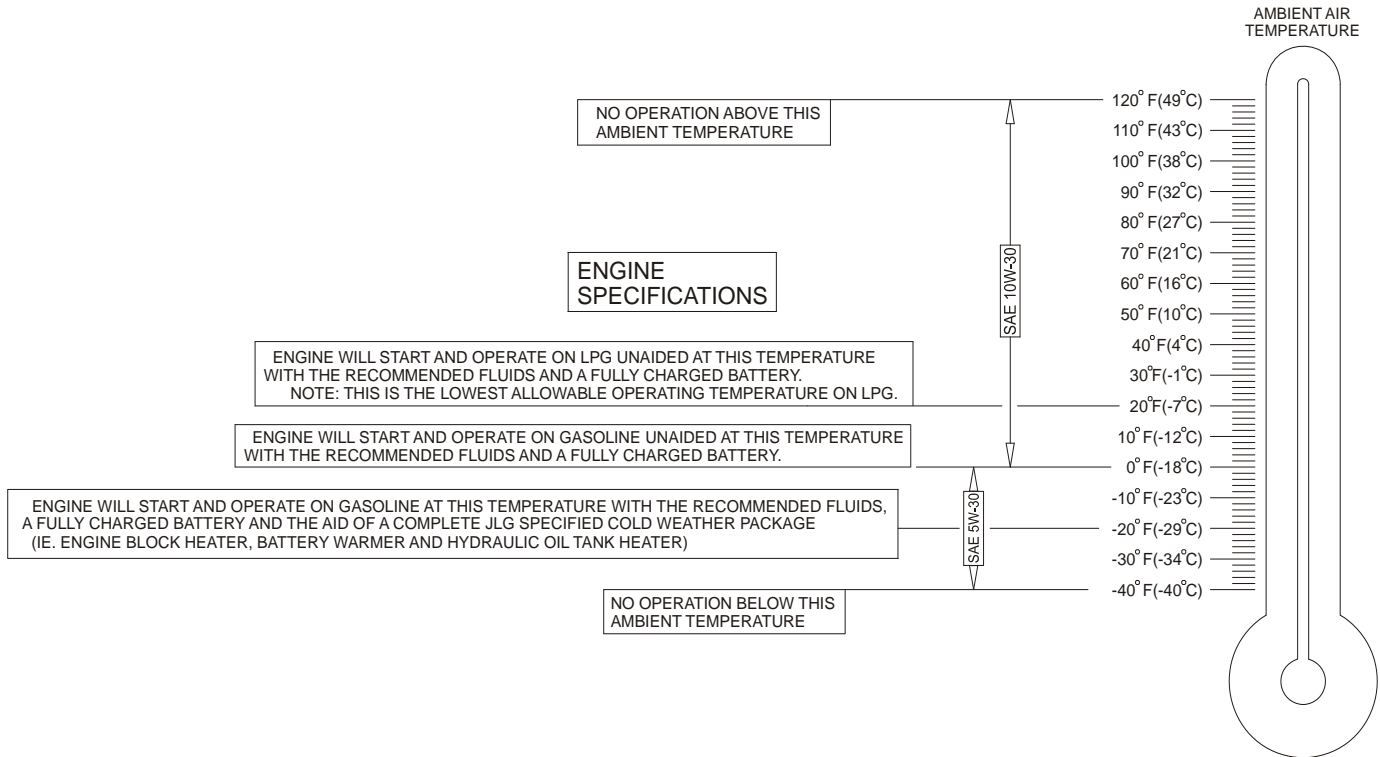 AMBIENT AIR
TEMPERATURE
NO OPERATION ABOVE THIS
AMBIENT TEMPERATURE
120° F(49°C)
110° F(43°C)
100° F(38°C)
90° F(32°C)
80° F(27°C)
70° F(21°C)
60° F(16°C)
50° F(10°C)
40°F(4°C)
30°F(-1°C)
20°F(-7°C)
10° F(-12°C)
0° F(-18°C)
-10° F(-23°C)
-20° F(-29°C)
-30° F(-34°C)
-40° F(-40°C)
SAE 10W-30
ENGINE
SPECIFICATIONS
ENGINE WILL START AND OPERATE ON LPG UNAIDED AT THIS TEMPERATURE
WITH THE RECOMMENDED FLUIDS AND A FULLY CHARGED BATTERY.
NOTE: THIS IS THE LOWEST ALLOWABLE OPERATING TEMPERATURE ON LPG.
ENGINE WILL START AND OPERATE ON GASOLINE UNAIDED AT THIS TEMPERATURE
WITH THE RECOMMENDED FLUIDS AND A FULLY CHARGED BATTERY.
SAE 5W-30
ENGINE WILL START AND OPERATE ON GASOLINE AT THIS TEMPERATURE WITH THE RECOMMENDED FLUIDS,
A FULLY CHARGED BATTERY AND THE AID OF A COMPLETE JLG SPECIFIED COLD WEATHER PACKAGE
(IE. ENGINE BLOCK HEATER, BATTERY WARMER AND HYDRAULIC OIL TANK HEATER)
NO OPERATION BELOW THIS
AMBIENT TEMPERATURE